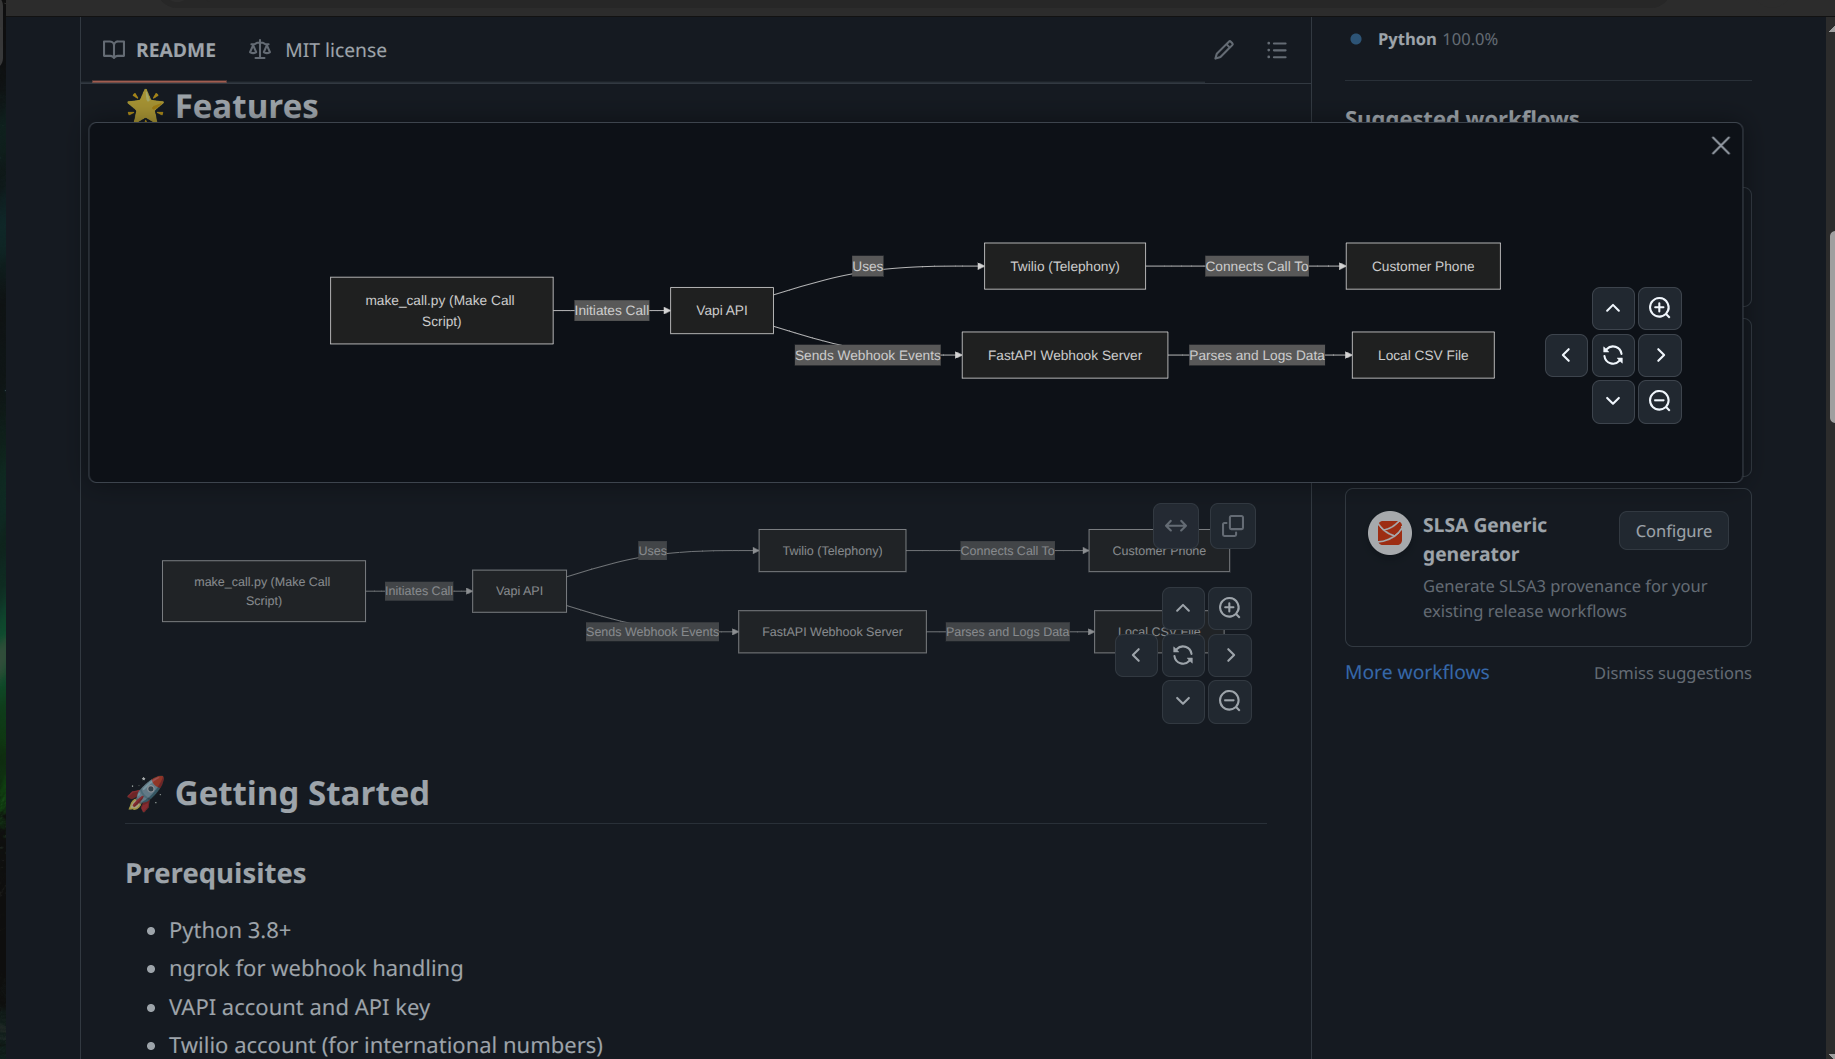 README
MIT license
Python 100.0%
🌟 Features
Suggested workflows
Uses
Twilio (Telephony)
Connects Call To
Customer Phone
make_call.py (Make Call
Script)
Initiates Call
Vapi API
Sends Webhook Events
FastAPI Webhook Server
Parses and Logs Data
Local CSV File
Uses
Twilio (Telephony)
Connects Call To
Customer Phone
make_call.py (Make Call
Script)
Initiates Call
Vapi API
Sends Webhook Events
FastAPI Webhook Server
Parses and Logs Data
Local CSV File
SLSA Generic
generator
Configure
Generate SLSA3 provenance for your
existing release workflows
More workflows
Dismiss suggestions
🚀 Getting Started
Prerequisites
• Python 3.8+
• ngrok for webhook handling
• VAPI account and API key
• Twilio account (for international numbers)